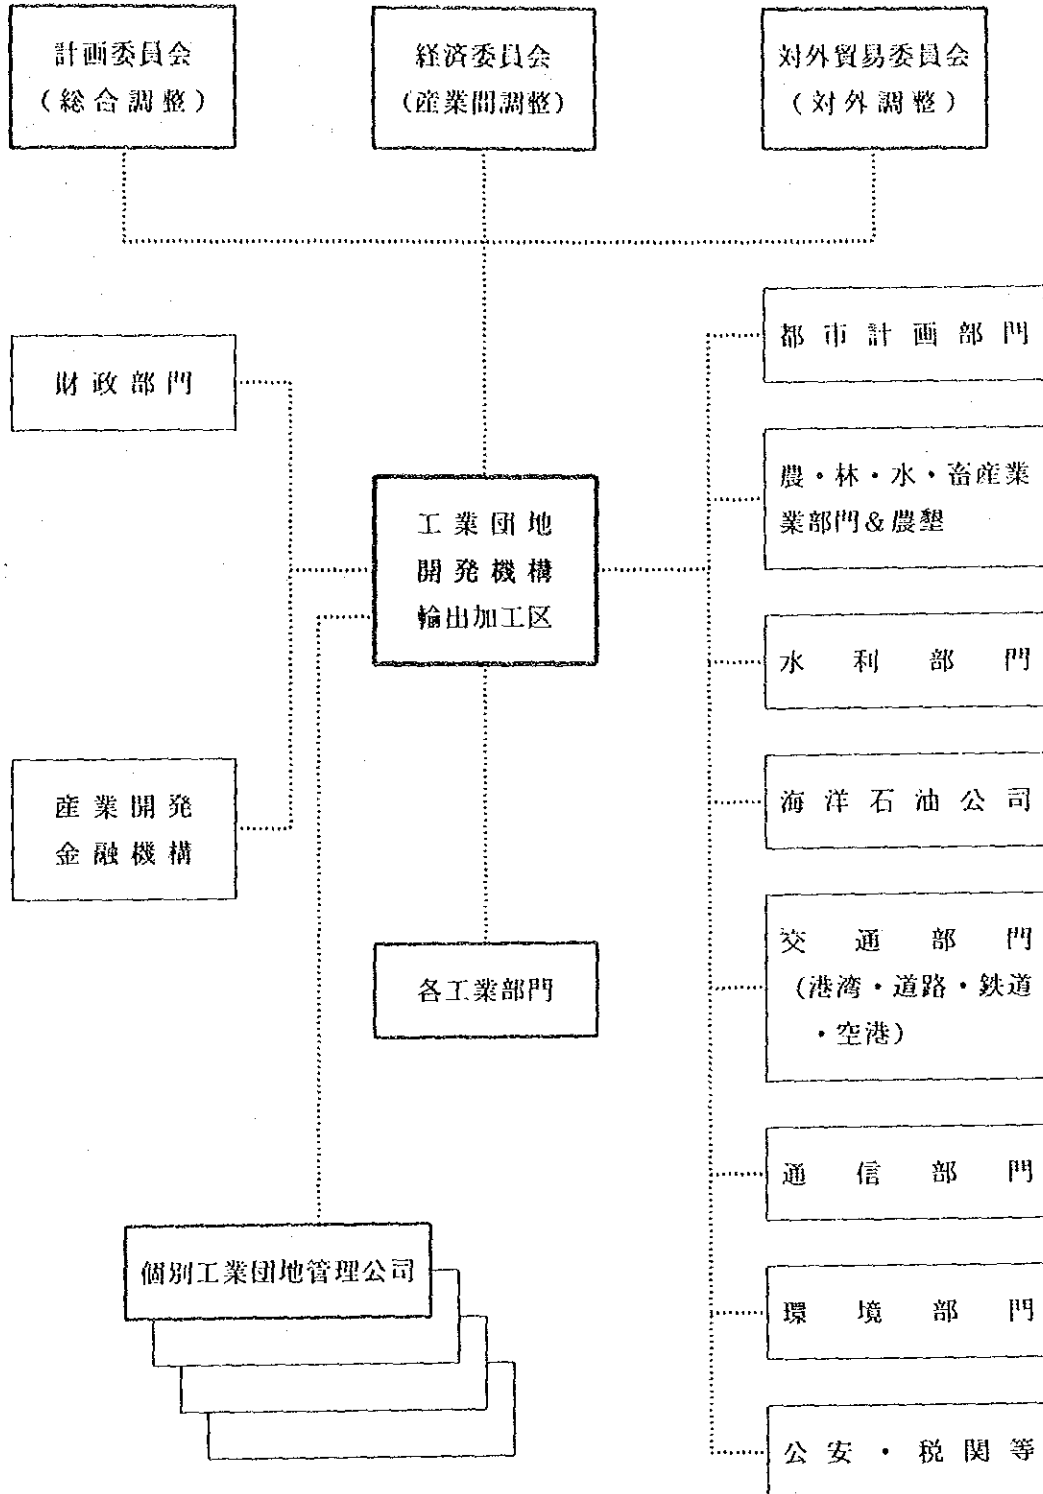 計画委員会
（総合調整）
経済委員会
（産業間調整）
対外貿易委員会
（対外調整）
財政部門
工業団地
開発機構
輸出加工区
産業開発
金融機構
各工業部門
個別工業団地管理公司
都市計画部門
農・林・水・畜産業
業部門＆農墾
水利部門
海洋石油公司
交通部門
（港湾・道路・鉄道
・空港）
通信部門
環境部門
公安・税関等